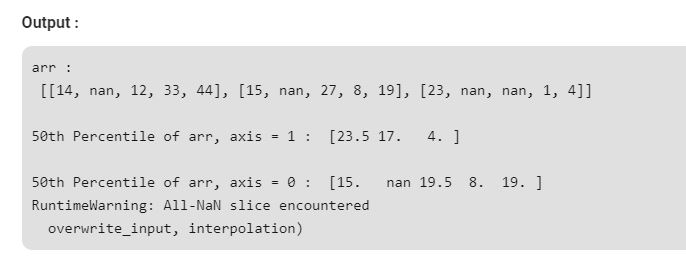 Output :
arr :
[[14, nan, 12, 33, 44], [15, nan, 27, 8, 19], [23, nan, nan, 1, 4]]
50th Percentile of arr, axis = 1 :  [23.5 17.   4. ]
50th Percentile of arr, axis = 0 :  [15.   nan 19.5  8.  19. ]
RuntimeWarning: All-NaN slice encountered
overwrite_input, interpolation)